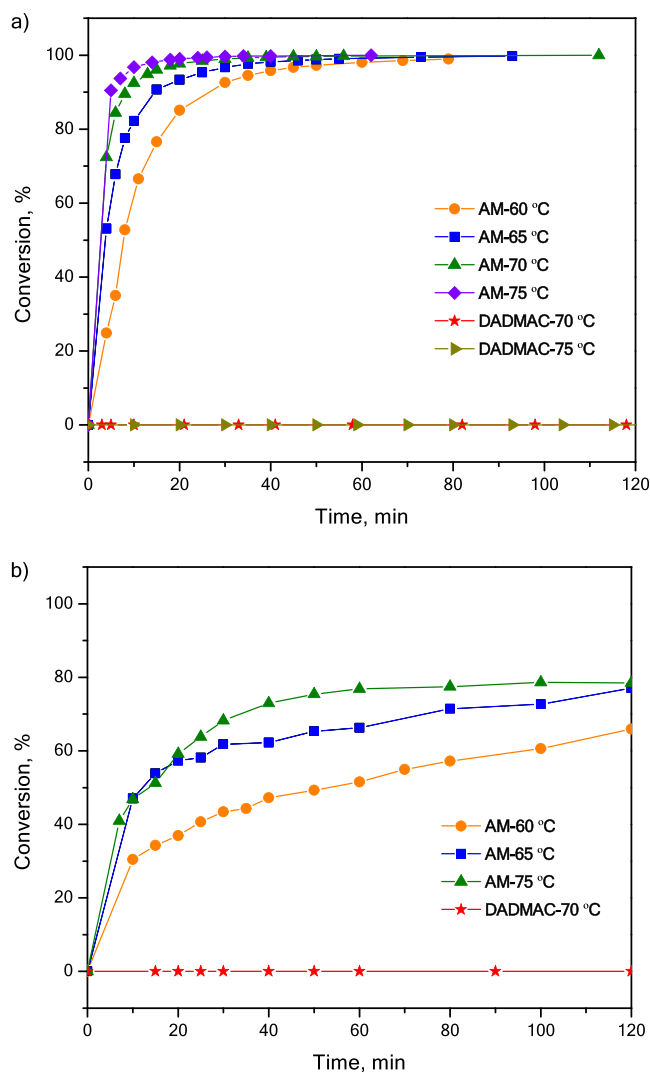 a)
100
80
60
40
20
0
Conversion, %
AM-60 °C
AM-65 °C
AM-70 °C
AM-75 °C
DADMAC-70 °C
DADMAC-75 °C
0 20 40 60 80 100 120
Time, min
b)
100
80
60
40
20
0
Conversion, %
AM-60 °C
AM-65 °C
AM-75 °C
DADMAC-70 °C
0 20 40 60 80 100 120
Time, min